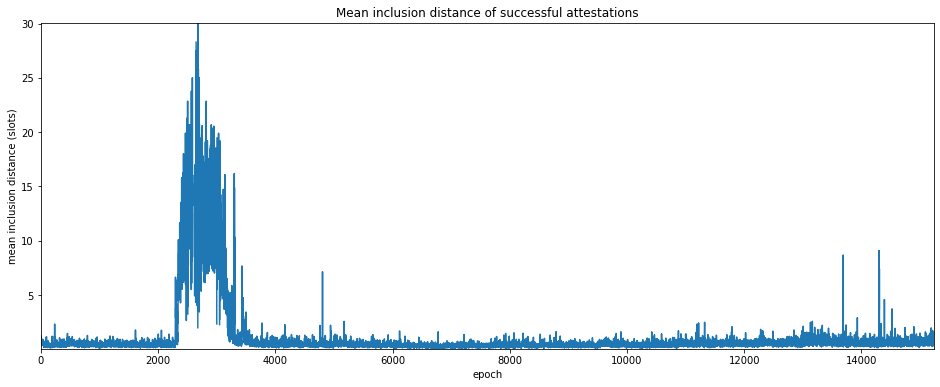 Mean inclusion distance of successful attestations
mean inclusion distance (slots)
30
25
20
15
10
5
0 2000 4000 6000 8000 10000 12000 14000
epoch